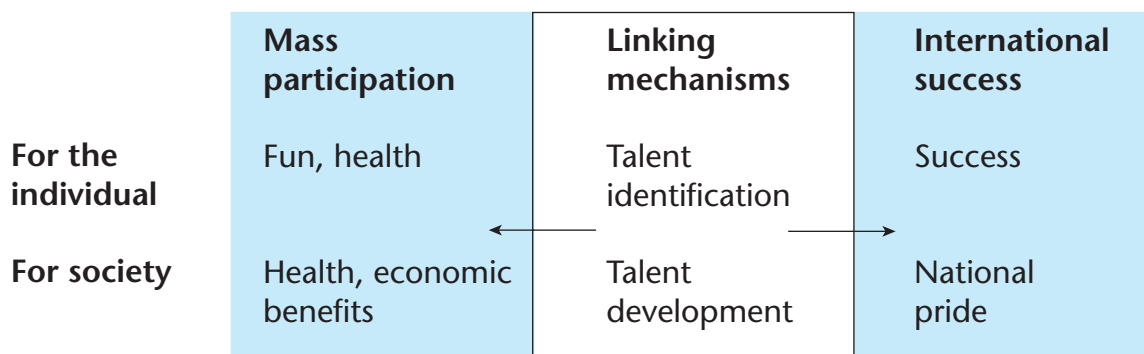 Mass
participation
Linking
mechanisms
International
success
For the
individual
Fun, health
Talent
identification
Success
For society
Health, economic
benefits
Talent
development
National
pride